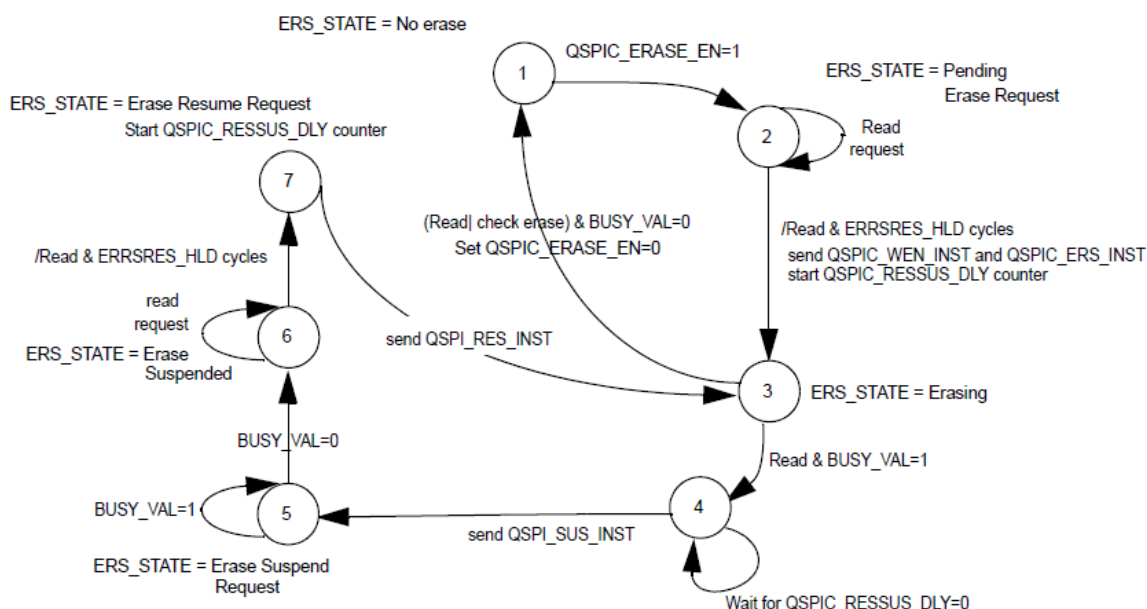 ERS_STATE = No erase
QSPIC_ERASE_EN=1
1
ERS_STATE = Pending
Erase Request
ERS_STATE = Erase Resume Request
Start QSPIC_RESSUS_DLY counter
2
Read
request
7
(Read| check erase) & BUSY_VAL=0
Set QSPIC_ERASE_EN=0
/Read & ERRSRES_HLD cycles
send QSPIC_WEN_INST and QSPIC_ERS_INST
start QSPIC_RESSUS_DLY counter
/Read & ERRSRES_HLD cycles
read
request
6
send QSPI_RES_INST
ERS_STATE = Erase
Suspended
3
ERS_STATE = Erasing
BUSY_VAL=0
Read & BUSY_VAL=1
BUSY_VAL=1
5
4
send QSPI_SUS_INST
ERS_STATE = Erase Suspend
Request
Wait for QSPIC_RESSUS_DLY=0